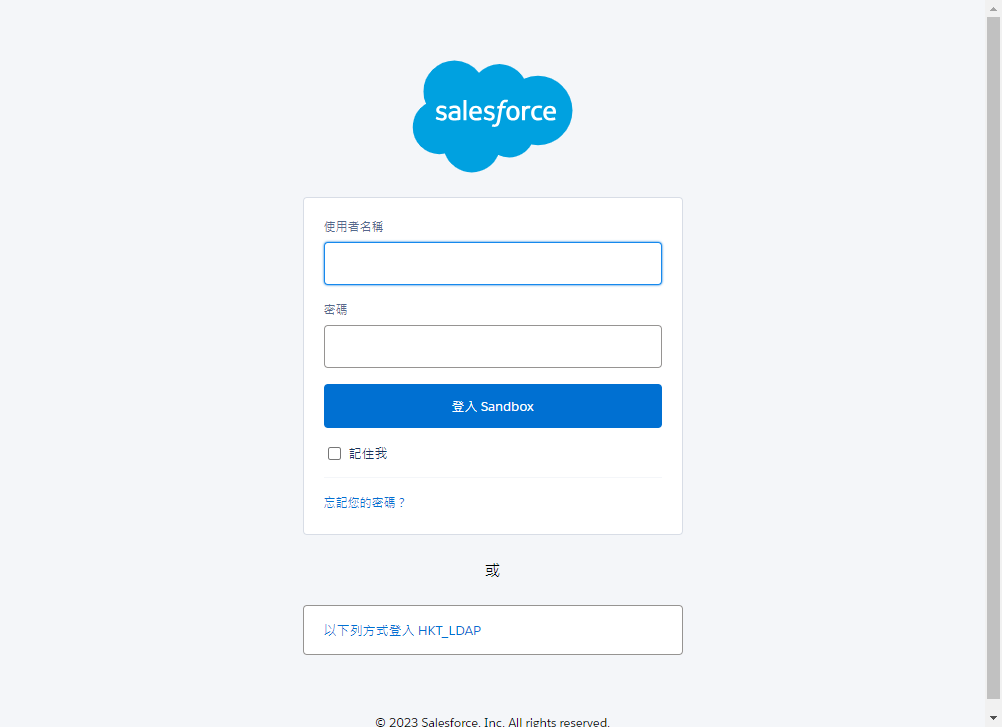 salesforce
使用者名稱
密碼
登入 Sandbox
記住我
忘記您的密碼？
或
以下列方式登入 HKT_LDAP
© 2023 Salesforce, Inc. All rights reserved.